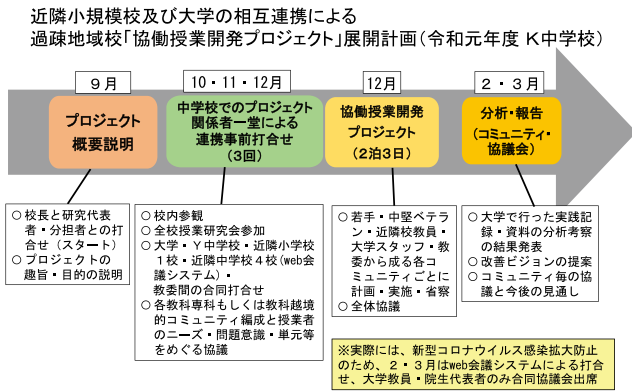 近隣小規模校及び大学の相互連携による
過疎地域校「協働授業開発プロジェクト」展開計画(令和元年度 K中学校)
9月
10・11・12月
12月
2・3月
プロジェクト
概要説明
中学校でのプロジェクト
関係者一堂による
連携事前打合せ
(3回)
協働授業開発
プロジェクト
(2泊3日)
分析・報告
(コミュニティ・
協議会)
○校長と研究代表
者・分担者との打
合せ(スタート)
○プロジェクトの
趣旨・目的の説明
○校内参観
○全校授業研究会参加
○大学・Y中学校・近隣小学校
1校・近隣中学校4校(web会
議システム)・
教委間の合同打合せ
○各教科専科もしくは教科越境
的コミュニティ編成と授業者
のニーズ・問題意識・単元等
をめぐる協議
○若手・中堅ベテラ
ン・近隣校教員・
大学スタッフ・教
委から成る各コ
ミュニティごとに
計画・実施・省察
○全体協議
○大学で行った実践記
録・資料の分析考察
の結果発表
○改善ビジョンの提案
○コミュニティ毎の協
議と今後の見通し
※実際には、新型コロナウイルス感染拡大防止
のため、2・3月はweb会議システムによる打合
せ、大学教員・院生代表者のみ合同協議会出席